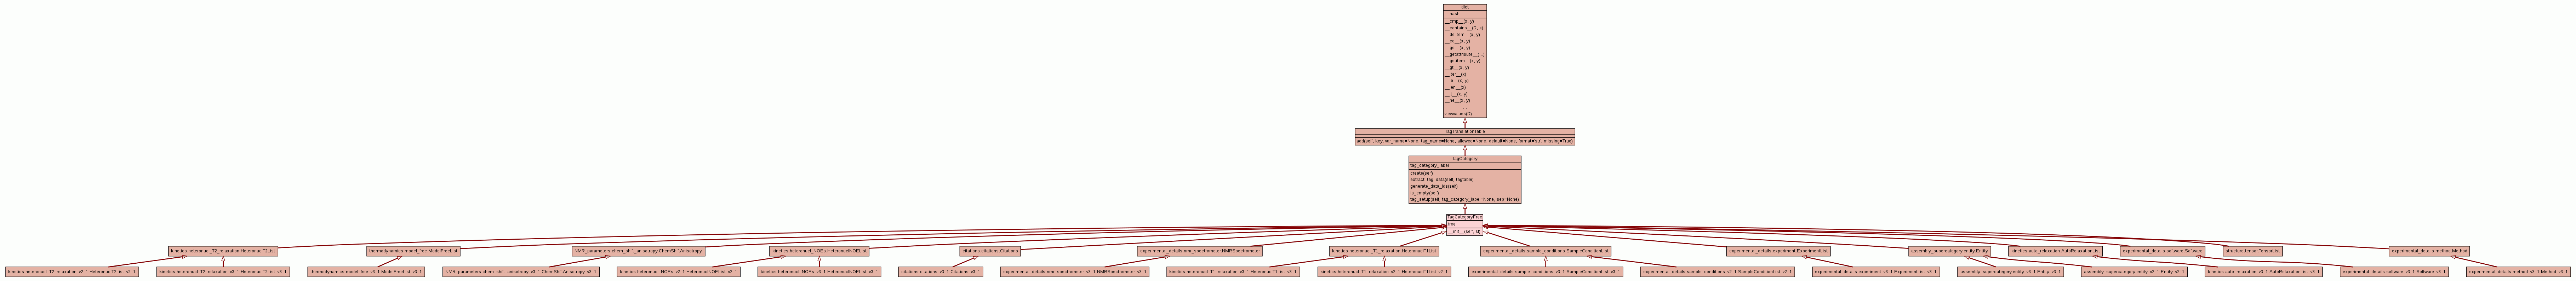 dict
__hash__
__cmp__(x, y)
__contains__(D, k)
__delitem__(x, y)
__eq__(x, y)
__ge__(x, y)
__getattribute__(...)
__getitem__(x, y)
__gt__(x, y)
__iter__(x)
__le__(x, y)
__len__(x)
__lt__(x, y)
__ne__(x, y)
...
viewvalues(D)
TagTranslationTable
add(self, key, var_name=None, tag_name=None, allowed=None, default=None, format='str', missing=True)
TagCategory
tag_category_label
create(self)
extract_tag_data(self, tagtable)
generate_data_ids(self)
is_empty(self)
tag_setup(self, tag_category_label=None, sep=None)
TagCategoryFree
free
__init__(self, sf)
kinetics.heteronucl_T2_relaxation.HeteronuclT2List
thermodynamics.model_free.ModelFreeList
NMR_parameters.chem_shift_anisotropy.ChemShiftAnisotropy
kinetics.heteronucl_NOEs.HeteronuclNOEList
citations.citations.Citations
experimental_details.nmr_spectrometer.NMRSpectrometer
kinetics.heteronucl_T1_relaxation.HeteronuclT1List
experimental_details.sample_conditions.SampleConditionList
experimental_details.experiment.ExperimentList
assembly_supercategory.entity.Entity
kinetics.auto_relaxation.AutoRelaxationList
experimental_details.software.Software
structure.tensor.TensorList
experimental_details.method.Method
kinetics.heteronucl_T2_relaxation_v2_1.HeteronuclT2List_v2_1
kinetics.heteronucl_T2_relaxation_v3_1.HeteronuclT2List_v3_1
thermodynamics.model_free_v3_1.ModelFreeList_v3_1
NMR_parameters.chem_shift_anisotropy_v3_1.ChemShiftAnisotropy_v3_1
kinetics.heteronucl_NOEs_v2_1.HeteronuclNOEList_v2_1
kinetics.heteronucl_NOEs_v3_1.HeteronuclNOEList_v3_1
citations.citations_v3_1.Citations_v3_1
experimental_details.nmr_spectrometer_v3_1.NMRSpectrometer_v3_1
kinetics.heteronucl_T1_relaxation_v3_1.HeteronuclT1List_v3_1
kinetics.heteronucl_T1_relaxation_v2_1.HeteronuclT1List_v2_1
experimental_details.sample_conditions_v3_1.SampleConditionList_v3_1
experimental_details.sample_conditions_v2_1.SampleConditionList_v2_1
experimental_details.experiment_v3_1.ExperimentList_v3_1
assembly_supercategory.entity_v3_1.Entity_v3_1
assembly_supercategory.entity_v2_1.Entity_v2_1
kinetics.auto_relaxation_v3_1.AutoRelaxationList_v3_1
experimental_details.software_v3_1.Software_v3_1
experimental_details.method_v3_1.Method_v3_1